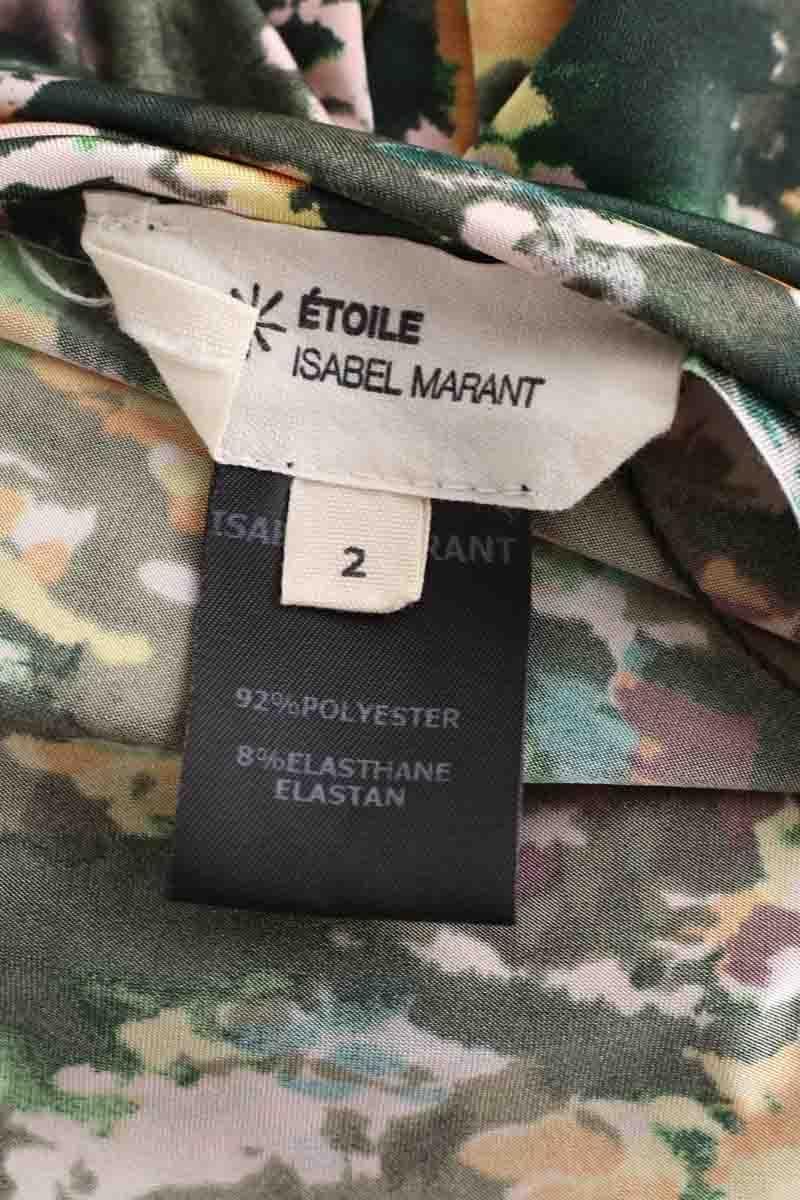 ÉTOILE
ISABEL MARANT
2
92%POLYESTER
8%ELASTHANE
ELASTAN